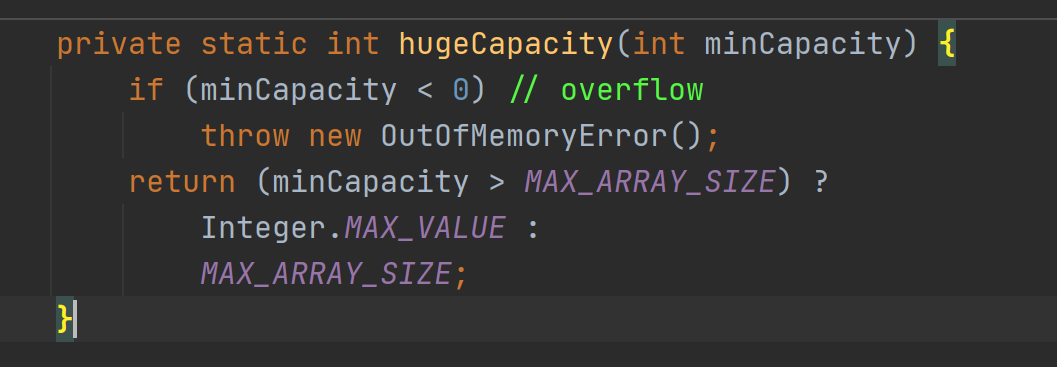 private static int hugeCapacity(int minCapacity) {
if (minCapacity < 0) // overflow
throw new OutOfMemoryError();
return (minCapacity > MAX_ARRAY_SIZE) ?
Integer.MAX_VALUE :
MAX_ARRAY_SIZE;
}